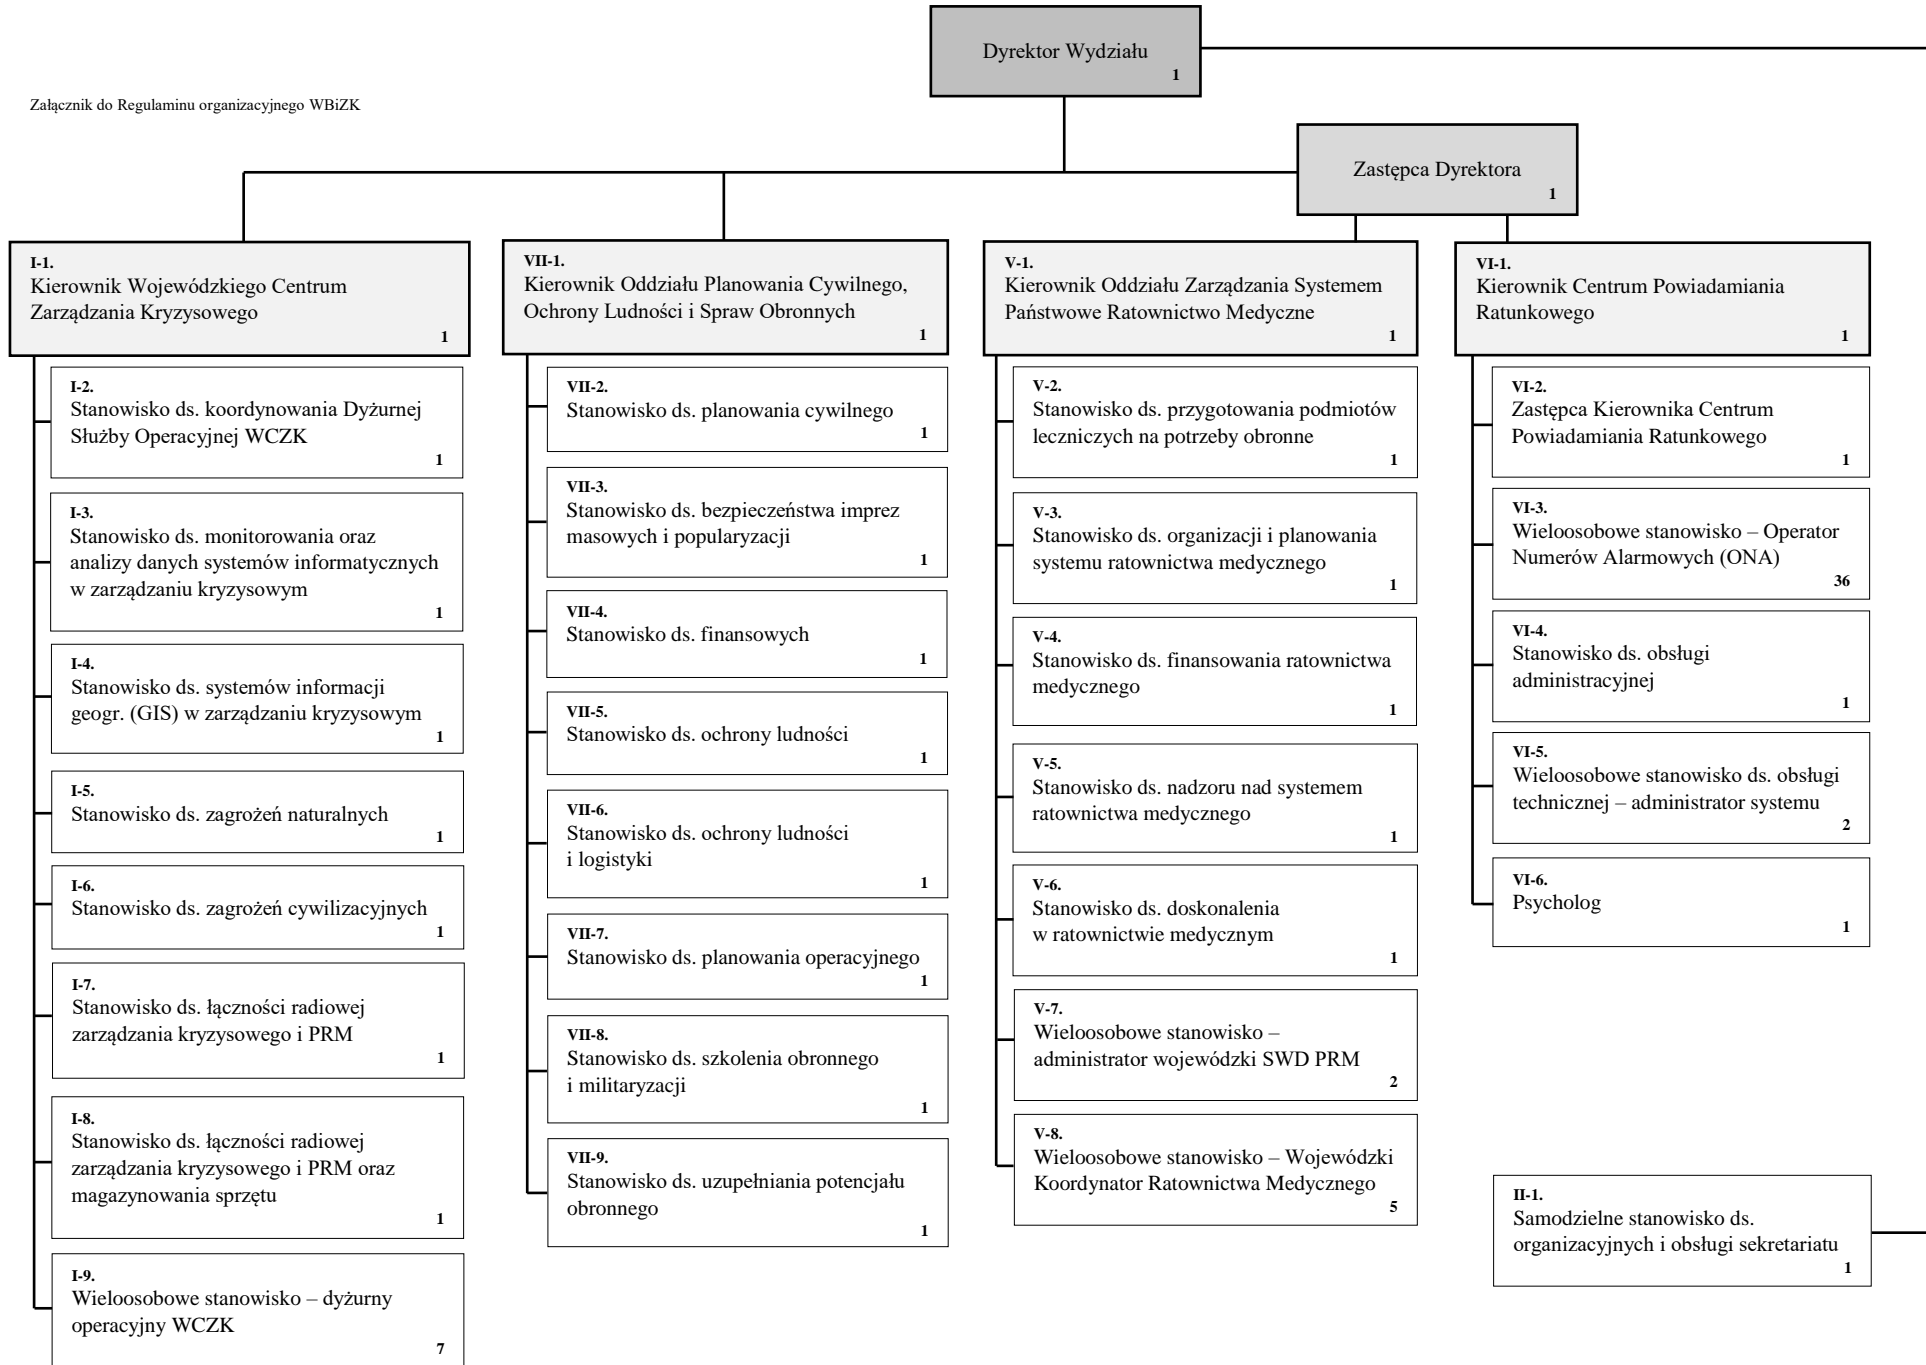 Dyrektor Wydziału
1
Załącznik do Regulaminu organizacyjnego WBiZK
Zastępca Dyrektora
1
I-1.
Kierownik Wojewódzkiego Centrum
Zarządzania Kryzysowego
1
I-2.
Stanowisko ds. koordynowania Dyżurnej
Służby Operacyjnej WCZK
1
I-3.
Stanowisko ds. monitorowania oraz
analizy danych systemów informatycznych
w zarządzaniu kryzysowym
1
I-4.
Stanowisko ds. systemów informacji
geogr. (GIS) w zarządzaniu kryzysowym
1
I-5.
Stanowisko ds. zagrożeń naturalnych
1
I-6.
Stanowisko ds. zagrożeń cywilizacyjnych
1
I-7.
Stanowisko ds. łączności radiowej
zarządzania kryzysowego i PRM
1
I-8.
Stanowisko ds. łączności radiowej
zarządzania kryzysowego i PRM oraz
magazynowania sprzętu
1
I-9.
Wieloosobowe stanowisko – dyżurny
operacyjny WCZK
7
VII-1.
Kierownik Oddziału Planowania Cywilnego,
Ochrony Ludności i Spraw Obronnych
1
VII-2.
Stanowisko ds. planowania cywilnego
1
VII-3.
Stanowisko ds. bezpieczeństwa imprez
masowych i popularyzacji
1
VII-4.
Stanowisko ds. finansowych
1
VII-5.
Stanowisko ds. ochrony ludności
1
VII-6.
Stanowisko ds. ochrony ludności
i logistyki
1
VII-7.
Stanowisko ds. planowania operacyjnego
1
VII-8.
Stanowisko ds. szkolenia obronnego
i militaryzacji
1
VII-9.
Stanowisko ds. uzupełniania potencjału
obronnego
1
V-1.
Kierownik Oddziału Zarządzania Systemem
Państwowe Ratownictwo Medyczne
1
V-2.
Stanowisko ds. przygotowania podmiotów
leczniczych na potrzeby obronne
1
V-3.
Stanowisko ds. organizacji i planowania
systemu ratownictwa medycznego
1
V-4.
Stanowisko ds. finansowania ratownictwa
medycznego
1
V-5.
Stanowisko ds. nadzoru nad systemem
ratownictwa medycznego
1
V-6.
Stanowisko ds. doskonalenia
w ratownictwie medycznym
1
V-7.
Wieloosobowe stanowisko –
administrator wojewódzki SWD PRM
2
V-8.
Wieloosobowe stanowisko – Wojewódzki
Koordynator Ratownictwa Medycznego
5
VI-1.
Kierownik Centrum Powiadamiania
Ratunkowego
1
VI-2.
Zastępca Kierownika Centrum
Powiadamiania Ratunkowego
1
VI-3.
Wieloosobowe stanowisko – Operator
Numerów Alarmowych (ONA)
36
VI-4.
Stanowisko ds. obsługi
administracyjnej
1
VI-5.
Wieloosobowe stanowisko ds. obsługi
technicznej – administrator systemu
2
VI-6.
Psycholog
1
II-1.
Samodzielne stanowisko ds.
organizacyjnych i obsługi sekretariatu
1